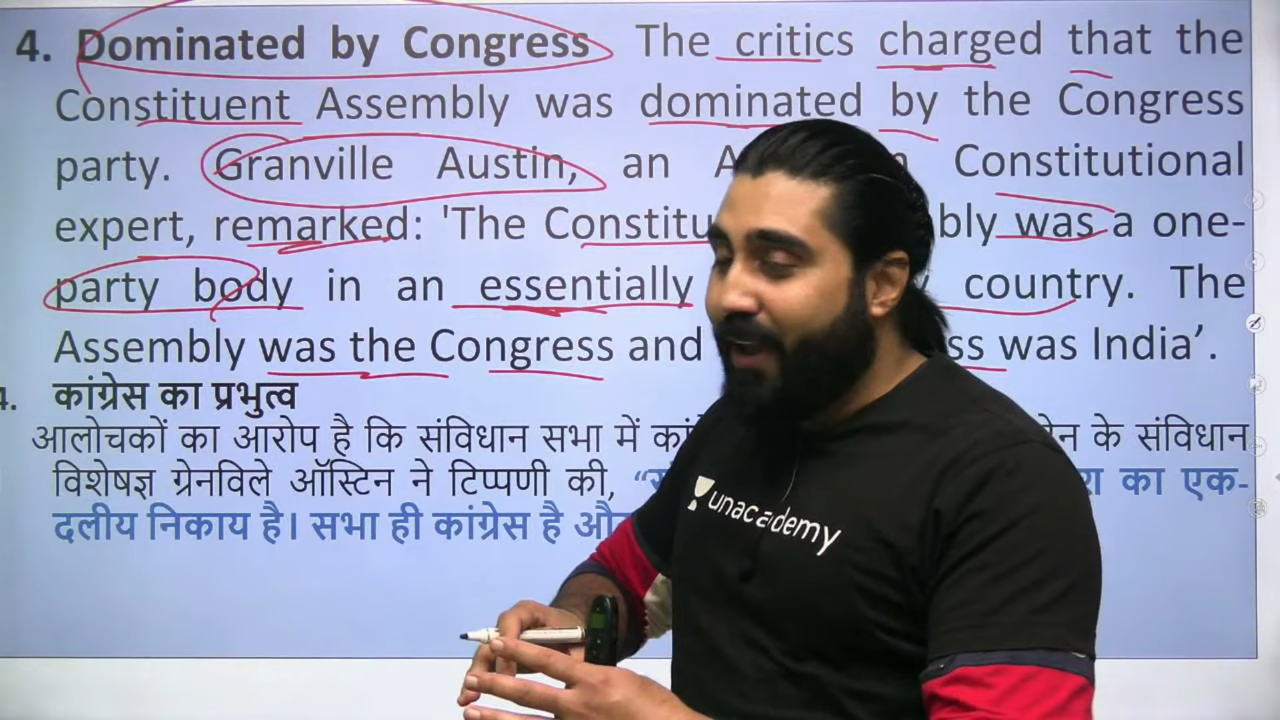 4. Dominated by Congress The critics charged that the
Constituent Assembly was dominated by the Congress
party. Granville Austin, an A Constitutional
expert, remarked: 'The Constitu bly was a one-
party body in an essentially country. The
Assembly was the Congress and ss was India’.
4. कांग्रेस का प्रभुत्व
आलोचकों का आरोप है कि संविधान सभा में कां के संविधान
विशेषज्ञ ग्रेनविले ऑस्टिन ने टिप्पणी की, “ का एक-
दलीय निकाय है। सभा ही कांग्रेस है औ
unacademy